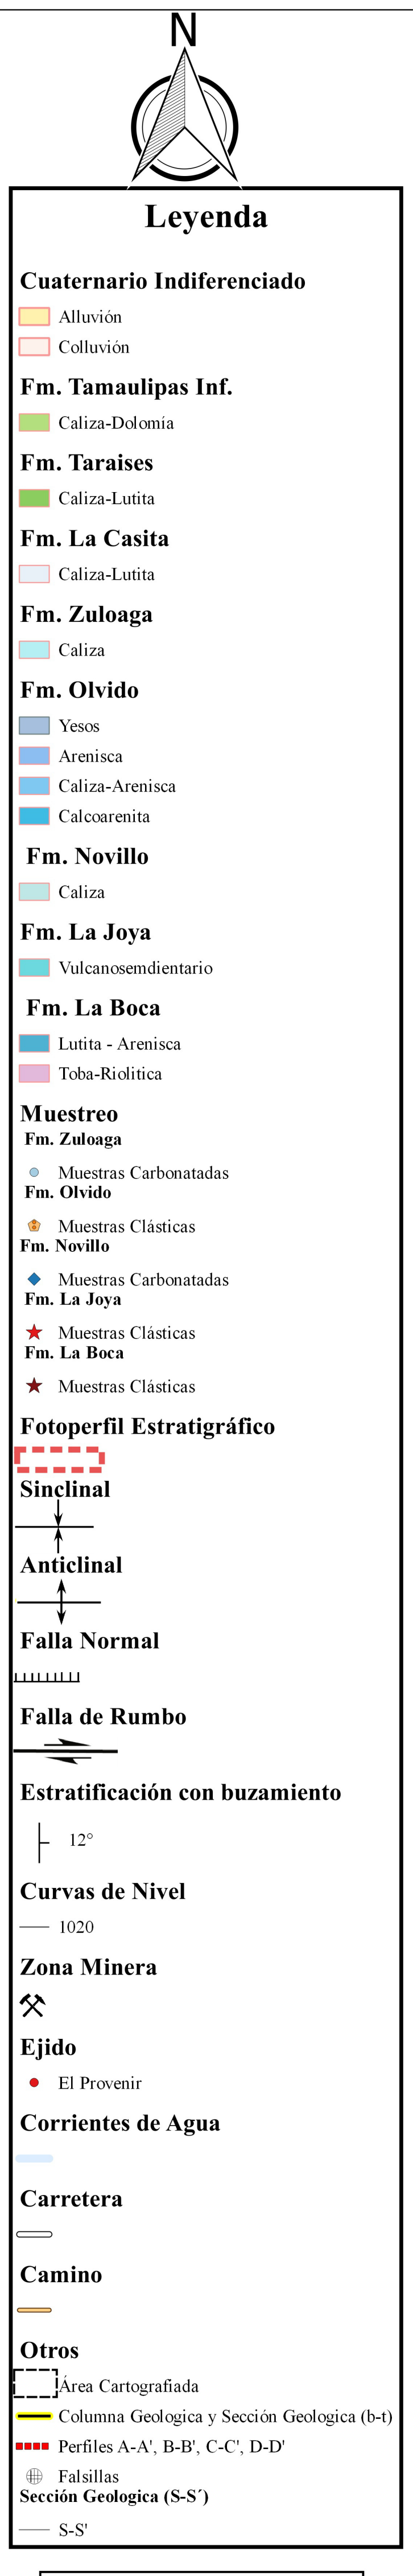 N
Leyenda
Cuaternario Indiferenciado
Alluvión
Colluvión
Fm. Tamaulipas Inf.
Caliza-Dolomía
Fm. Taraises
Caliza-Lutita
Fm. La Casita
Caliza-Lutita
Fm. Zuloaga
Caliza
Fm. Olvido
Yesos
Arenisca
Caliza-Arenisca
Calcoarenita
Fm. Novillo
Caliza
Fm. La Joya
Vulcanosemdientario
Fm. La Boca
Lutita - Arenisca
Toba-Riolitica
Muestreo
Fm. Zuloaga
Muestras Carbonatadas
Fm. Olvido
Muestras Clásticas
Fm. Novillo
Muestras Carbonatadas
Fm. La Joya
Muestras Clásticas
Fm. La Boca
Muestras Clásticas
Fotoperfil Estratigráfico
Sinclinal
Anticlinal
Falla Normal
Falla de Rumbo
Estratificación con buzamiento
12°
Curvas de Nivel
1020
Zona Minera
Ejido
El Provenir
Corrientes de Agua
Carretera
Camino
Otros
Área Cartografiada
Columna Geologica y Sección Geologica (b-t)
Perfiles A-A', B-B', C-C', D-D'
Falsillas
Sección Geologica (S-S´)
S-S'